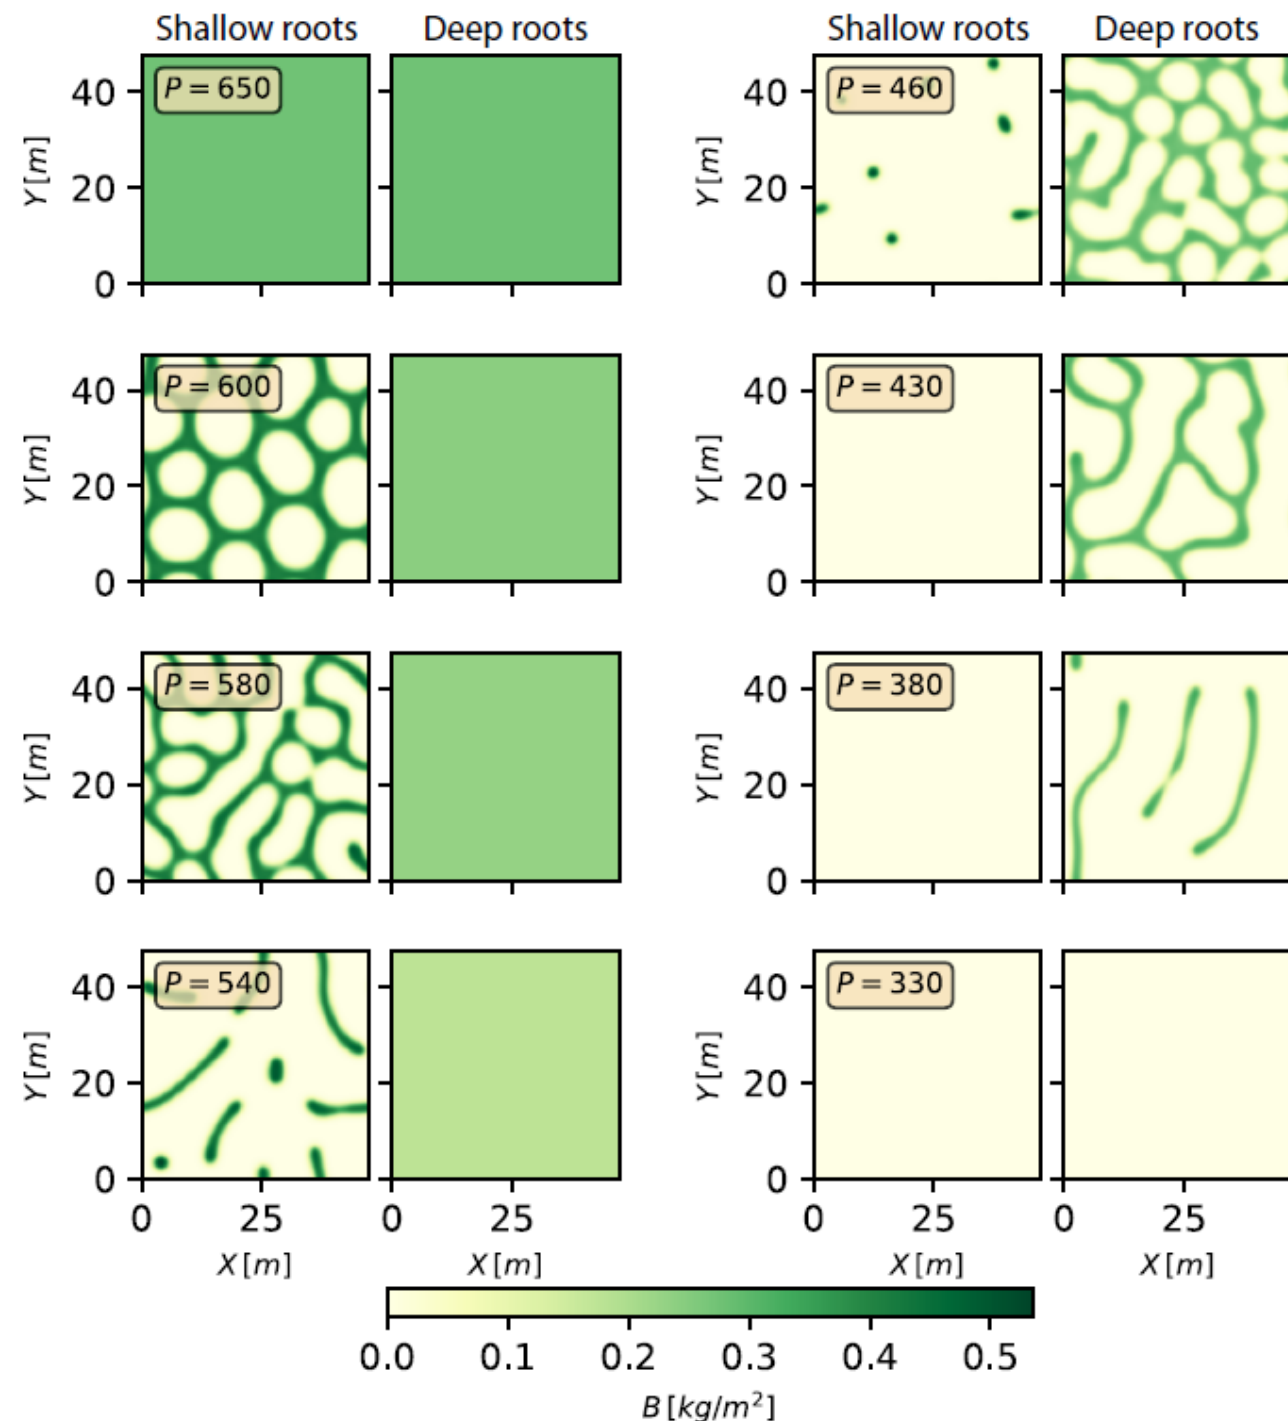 Shallow roots Deep roots Shallow roots Deep roots
P = 650
P = 460
Y [m] 40 20 0
Y [m] 40 20 0
P = 600
P = 430
Y [m] 40 20 0
Y [m] 40 20 0
P = 580
P = 380
Y [m] 40 20 0
Y [m] 40 20 0
P = 540
P = 330
Y [m] 40 20 0
Y [m] 40 20 0
0 25 25 0 25 0 25
X [m] X [m] X [m] X [m]
0.0 0.1 0.2 0.3 0.4 0.5
B [kg/m²]